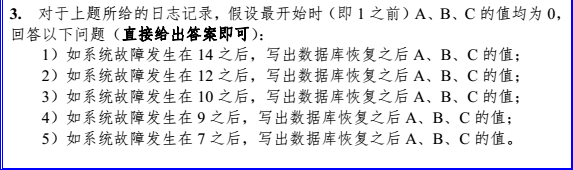 3. 对于上题所给的日志记录，假设最开始时（即 1 之前）A、B、C 的值均为 0，
回答以下问题（直接给出答案即可）：
1）如系统故障发生在 14 之后，写出数据库恢复之后 A、B、C 的值；
2）如系统故障发生在 12 之后，写出数据库恢复之后 A、B、C 的值；
3）如系统故障发生在 10 之后，写出数据库恢复之后 A、B、C 的值；
4）如系统故障发生在 9 之后，写出数据库恢复之后 A、B、C 的值；
5）如系统故障发生在 7 之后，写出数据库恢复之后 A、B、C 的值。